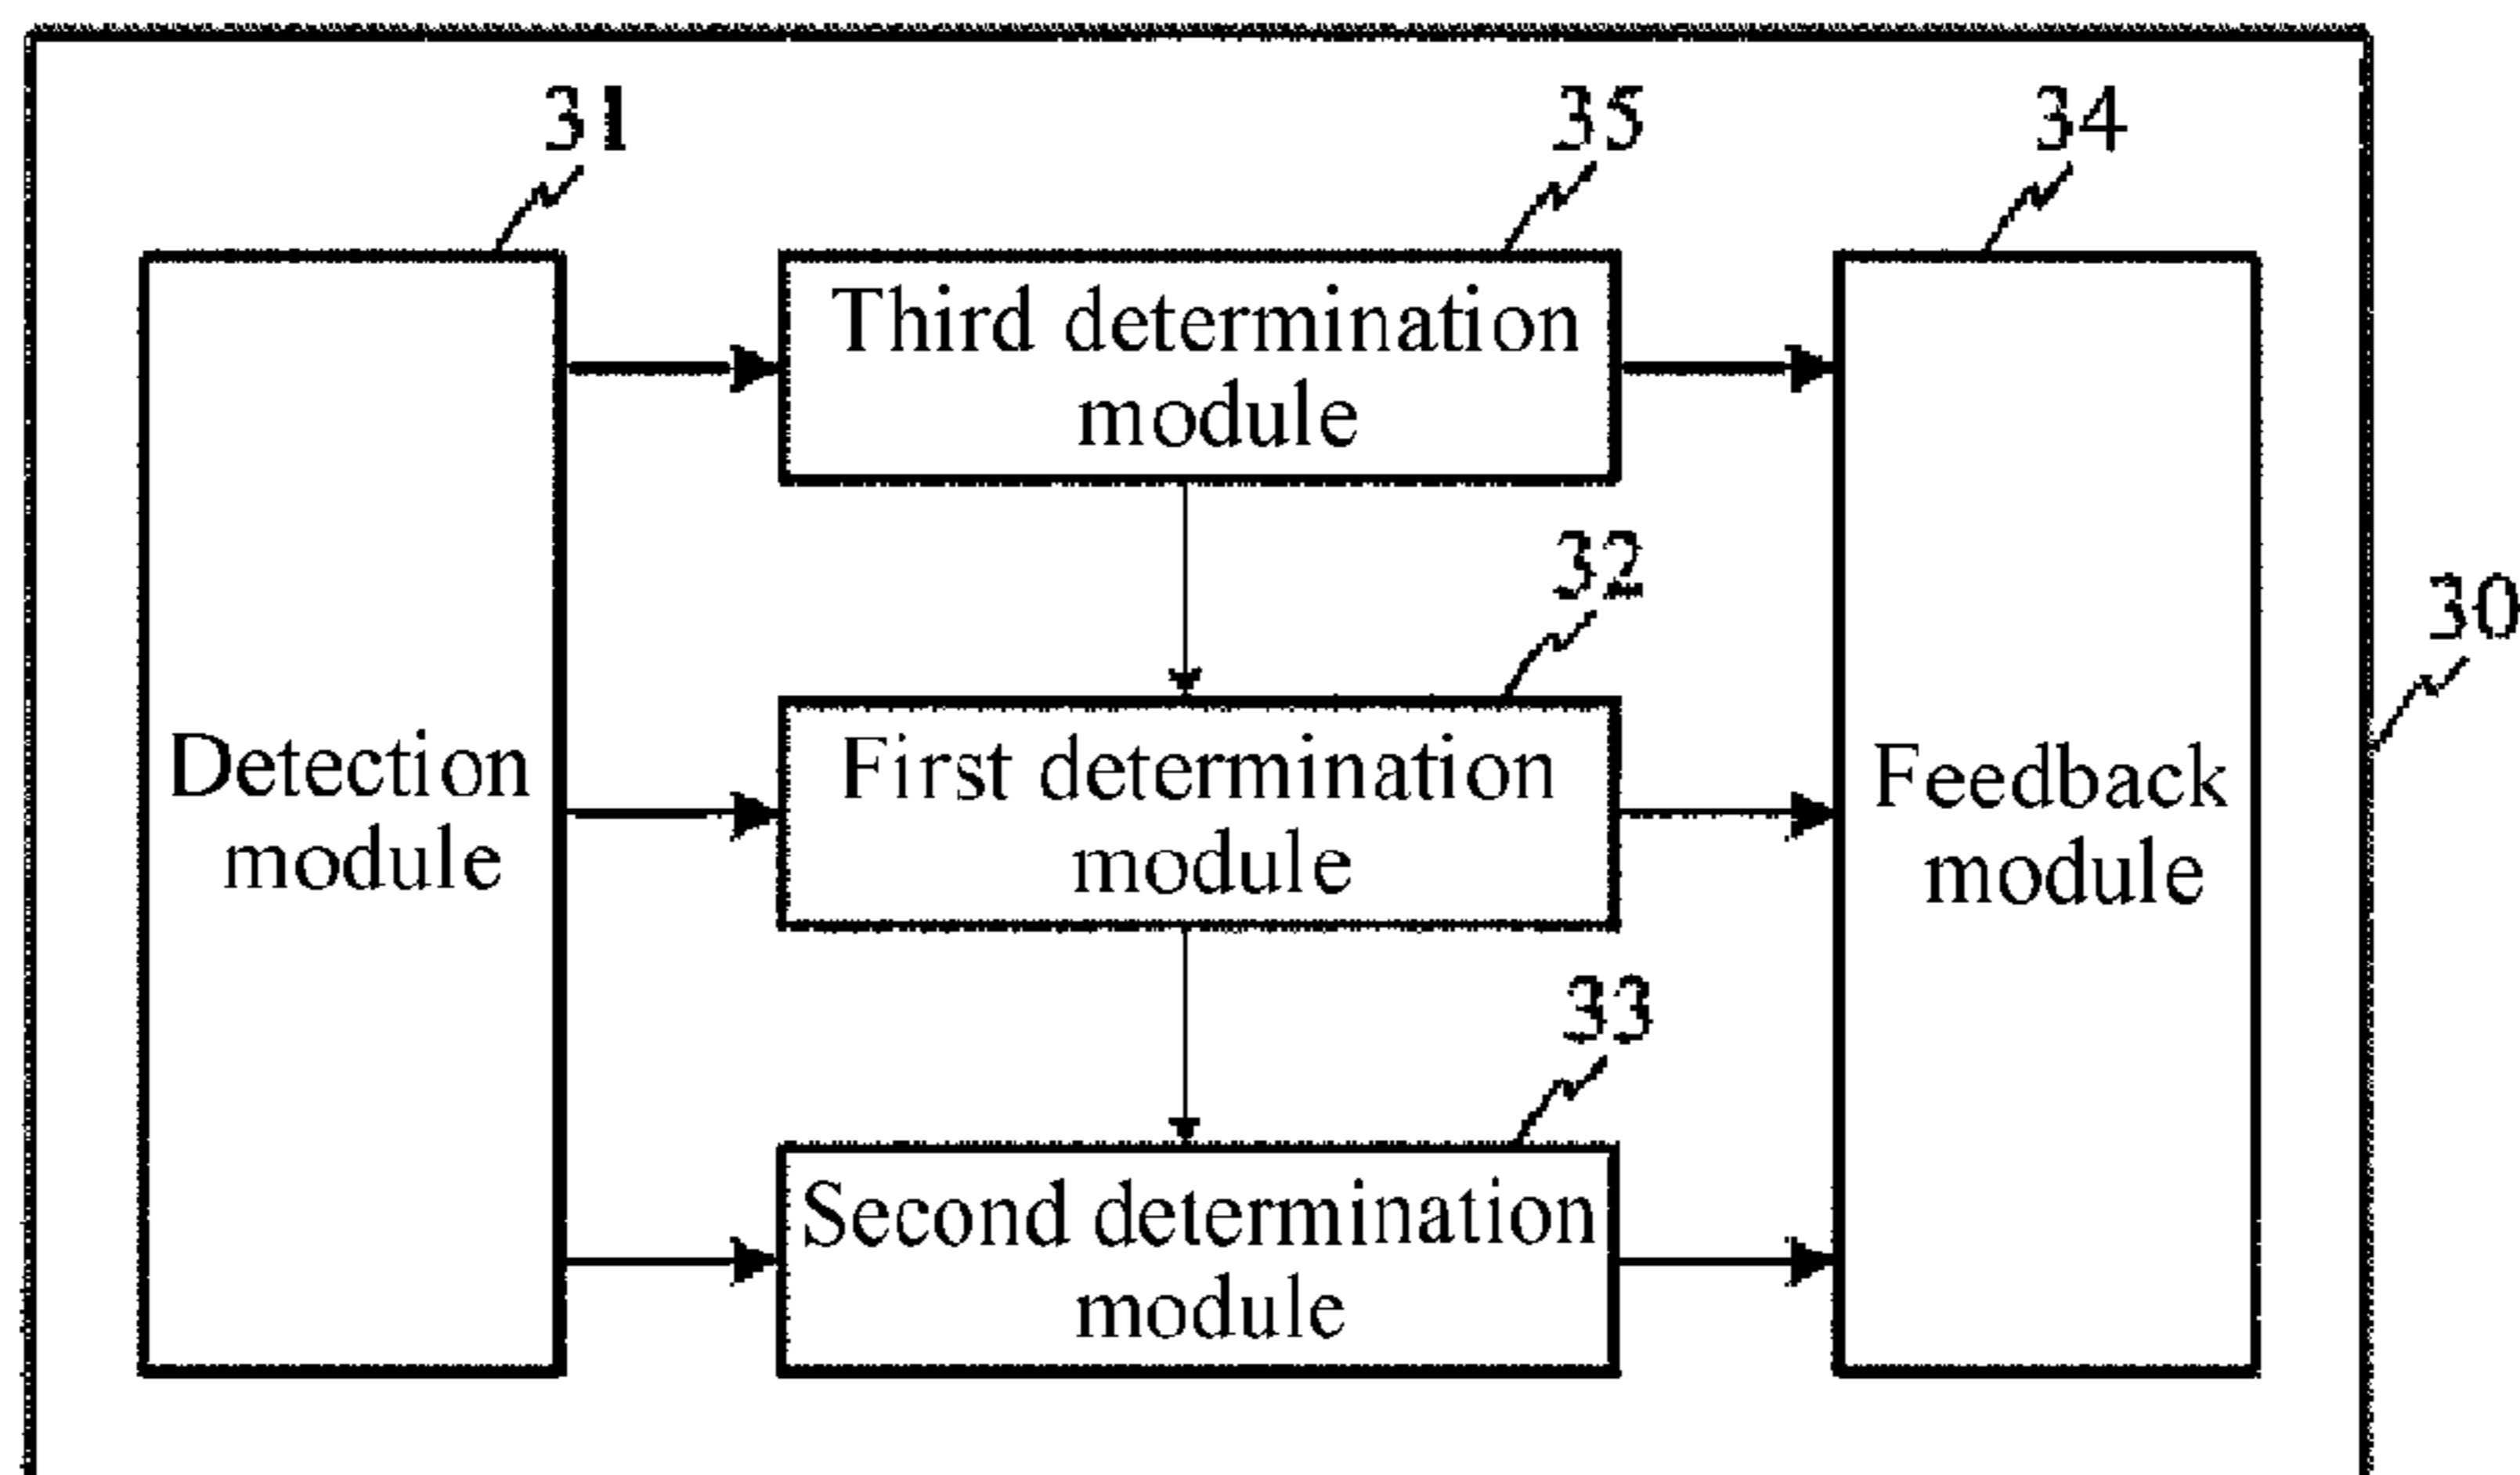 31
35
34
Third determination
module
32
30
Detection
module
First determination
module
Feedback
module
33
Second determination
module